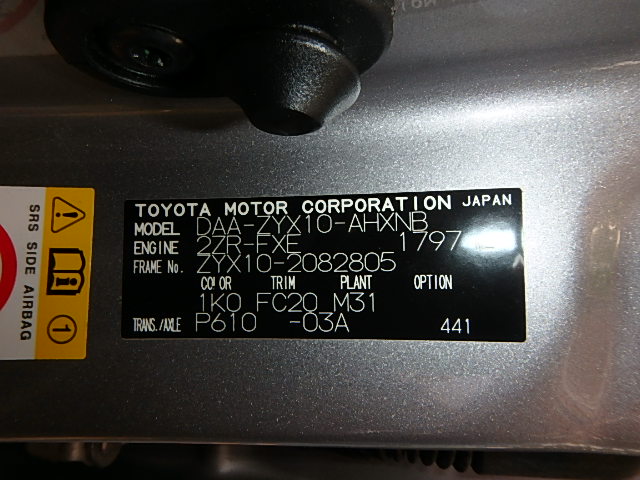 TOYOTA MOTOR CORPORATION JAPAN
MODEL DAA-ZYX10-AHXNB
ENGINE 2ZR-FXE 1797
FRAME No. ZYX10-2082805
COLOR TRIM PLANT OPTION
1K0 FC20 M31
TRANS./AXLE P610 -03A 441
SRS SIDE AIRBAG
1